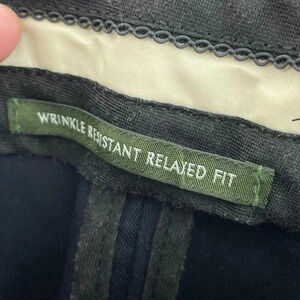 WRINKLE RESISTANT RELAXED FIT